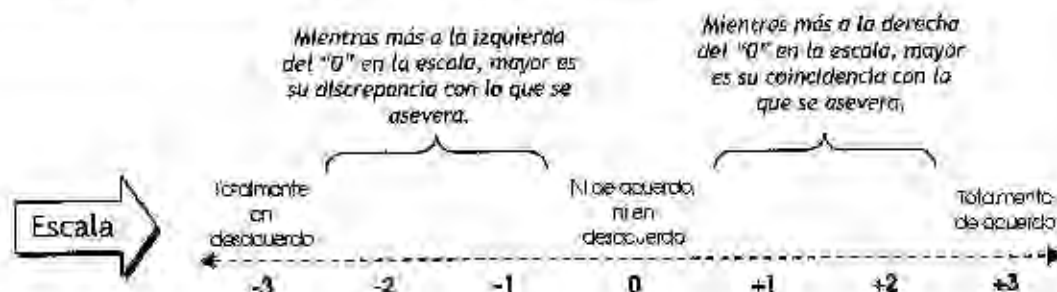 Mientras más a la izquierda
del "0" en la escala, mayor es
su discrepancia con lo que se
asevera.
Mientras más a la derecha
del "0" en la escala, mayor
es su coincidencia con la
que se asevera.
Escala
Totalmente
en
desacuerdo
Ni de acuerdo,
ni en
desacuerdo
Totalmente
de acuerdo
-3 -2 -1 0 +1 +2 +3